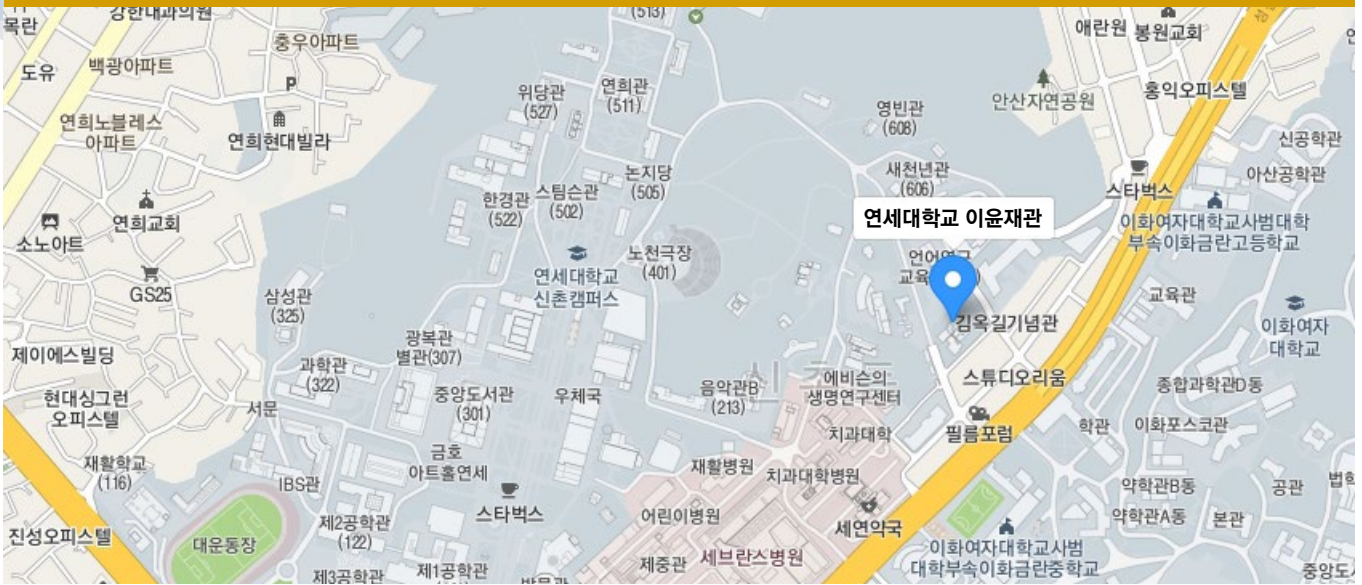 (513)
목란
강한내과의원
충우아파트
도유
백광아파트
P
연희노블레스
아파트
연희현대빌라
위당관
(527)
연희관
(511)
영빈관
(608)
애란원
봉원교회
안산자연공원
홍익오피스텔
신공학관
아산공학관
스타벅스
이화여자대학교사범대학
부속이화금란고등학교
소노아트
연희교회
GS25
한경관
(522)
스팀슨관
(502)
논지당
(505)
새천년관
(606)
연세대학교 이윤재관
연세대학교
신촌캠퍼스
노천극장
(401)
언어연구
교육
김옥길기념관
교육관
이화여자
대학교
삼성관
(325)
광복관
별관(307)
과학관
(322)
제이에스빌딩
현대싱그런
오피스텔
서문
중앙도서관
(301)
우체국
음악관B
(213)
신촌동
에비슨의
생명연구센터
스튜디오리움
종합과학관D동
치과대학
필름포럼
학관
이화포스코관
재활학교
(116)
IBS관
금호
아트홀연세
스타벅스
재활병원
치과대학병원
어린이병원
세연약국
약학관B동
공관
법학
약학관A동
본관
진성오피스텔
대운동장
제2공학관
(122)
제3공학관
제1공학관
제중관
세브란스병원
이화여자대학교사범
대학부속이화금란중학교
중앙도서